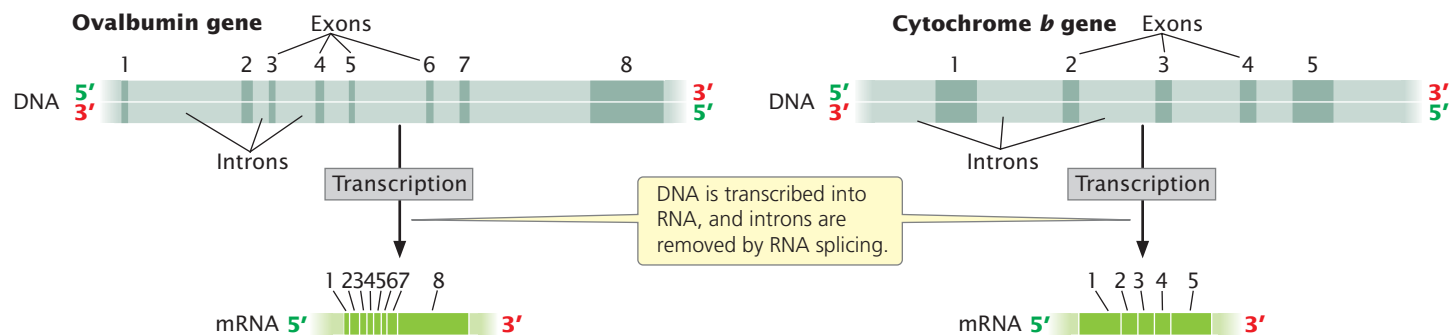 Ovalbumin gene
Exons
1 2 3 4 5 6 7 8
DNA 5’ 3’
3’ 5’
Introns
Transcription
1 2 3 4 5 6 7 8
mRNA 5’ 3’
DNA is transcribed into
RNA, and introns are
removed by RNA splicing.
Cytochrome b gene
Exons
1 2 3 4 5
DNA 5’ 3’
3’ 5’
Introns
Transcription
1 2 3 4 5
mRNA 5’ 3’